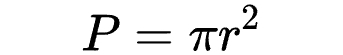 P = πr²